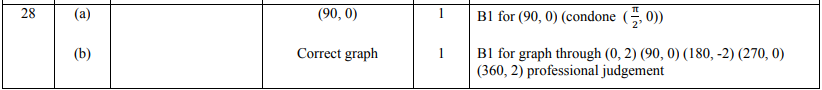 28 (a) (90, 0) 1 B1 for (90, 0) (condone (π/2, 0))
(b) Correct graph 1 B1 for graph through (0, 2) (90, 0) (180, -2) (270, 0)
(360, 2) professional judgement